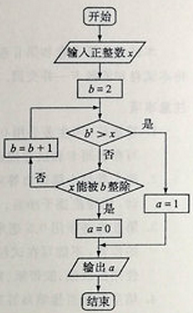 开始
输入正整数x
b=2
b²>x
是
b=b+1
否
否
x能被b整除
是
a=1
a=0
输出a
结束